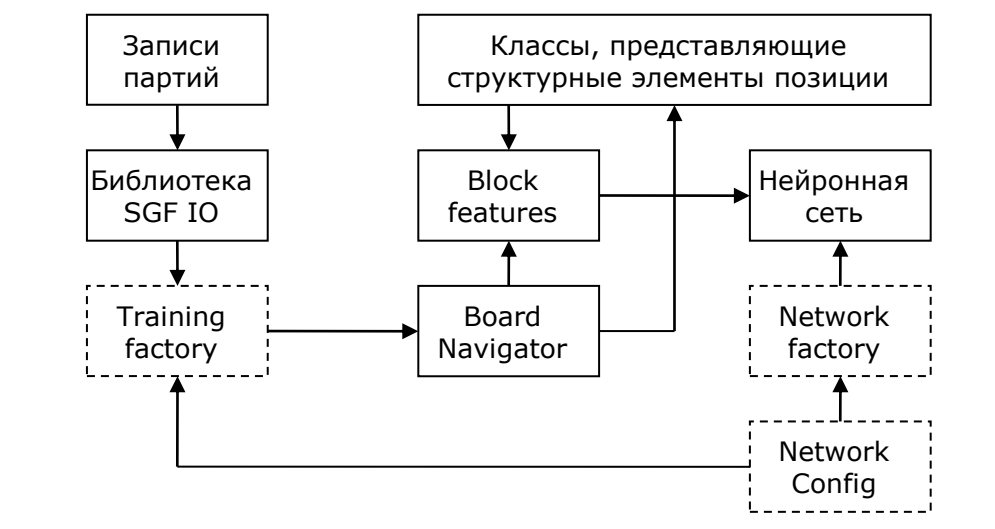 Записи
партий
Классы, представляющие
структурные элементы позиции
Библиотека
SGF IO
Block
features
Нейронная
сеть
Training
factory
Board
Navigator
Network
factory
Network
Config